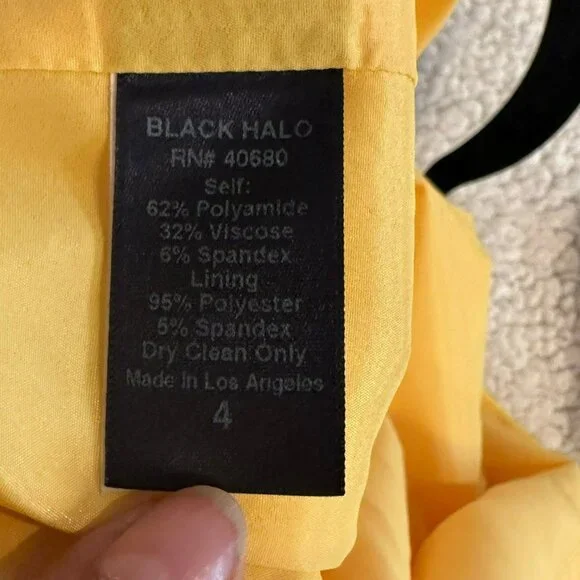 BLACK HALO
RN# 40680
Self:
62% Polyamide
32% Viscose
6% Spandex
Lining
95% Polyester
5% Spandex
Dry Clean Only
Made in Los Angeles
4